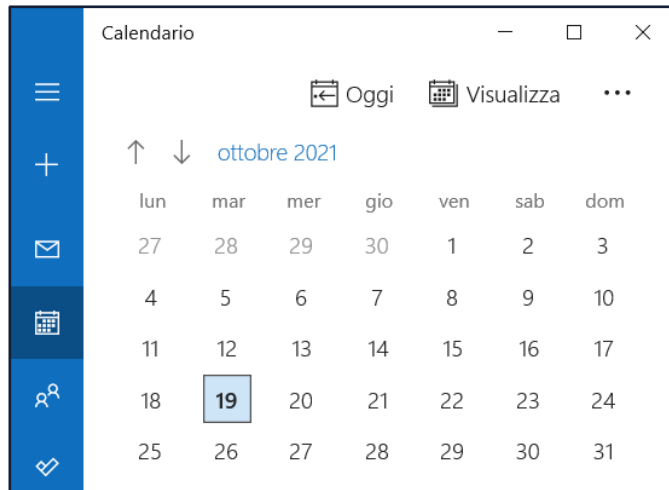 Calendario
Oggi Visualizza
ottobre 2021
lun mar mer gio ven sab dom
27 28 29 30 1 2 3
4 5 6 7 8 9 10
11 12 13 14 15 16 17
18 19 20 21 22 23 24
25 26 27 28 29 30 31